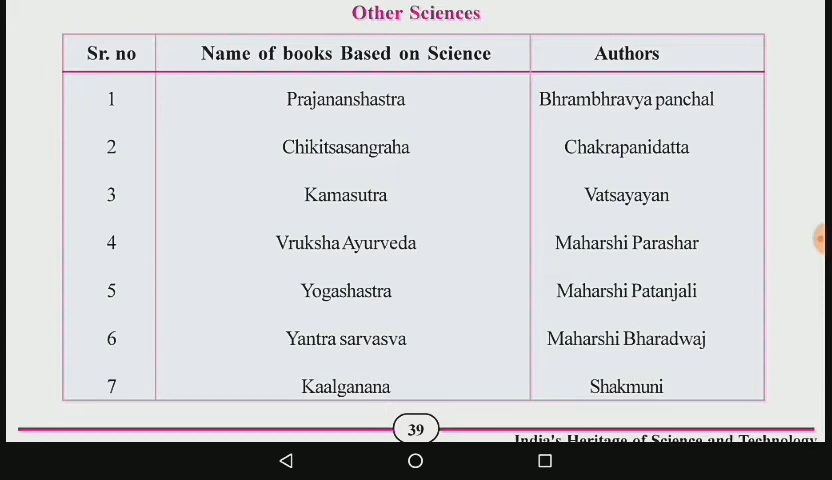 Other Sciences
Sr. no Name of books Based on Science Authors
1 Prajananshastra Bhrambhravya panchal
2 Chikitsasangraha Chakrapanidatta
3 Kamasutra Vatsayayan
4 Vruksha Ayurveda Maharshi Parashar
5 Yogashastra Maharshi Patanjali
6 Yantra sarvasva Maharshi Bharadwaj
7 Kaalganana Shakmuni
39
India's Heritage of Science and Technology